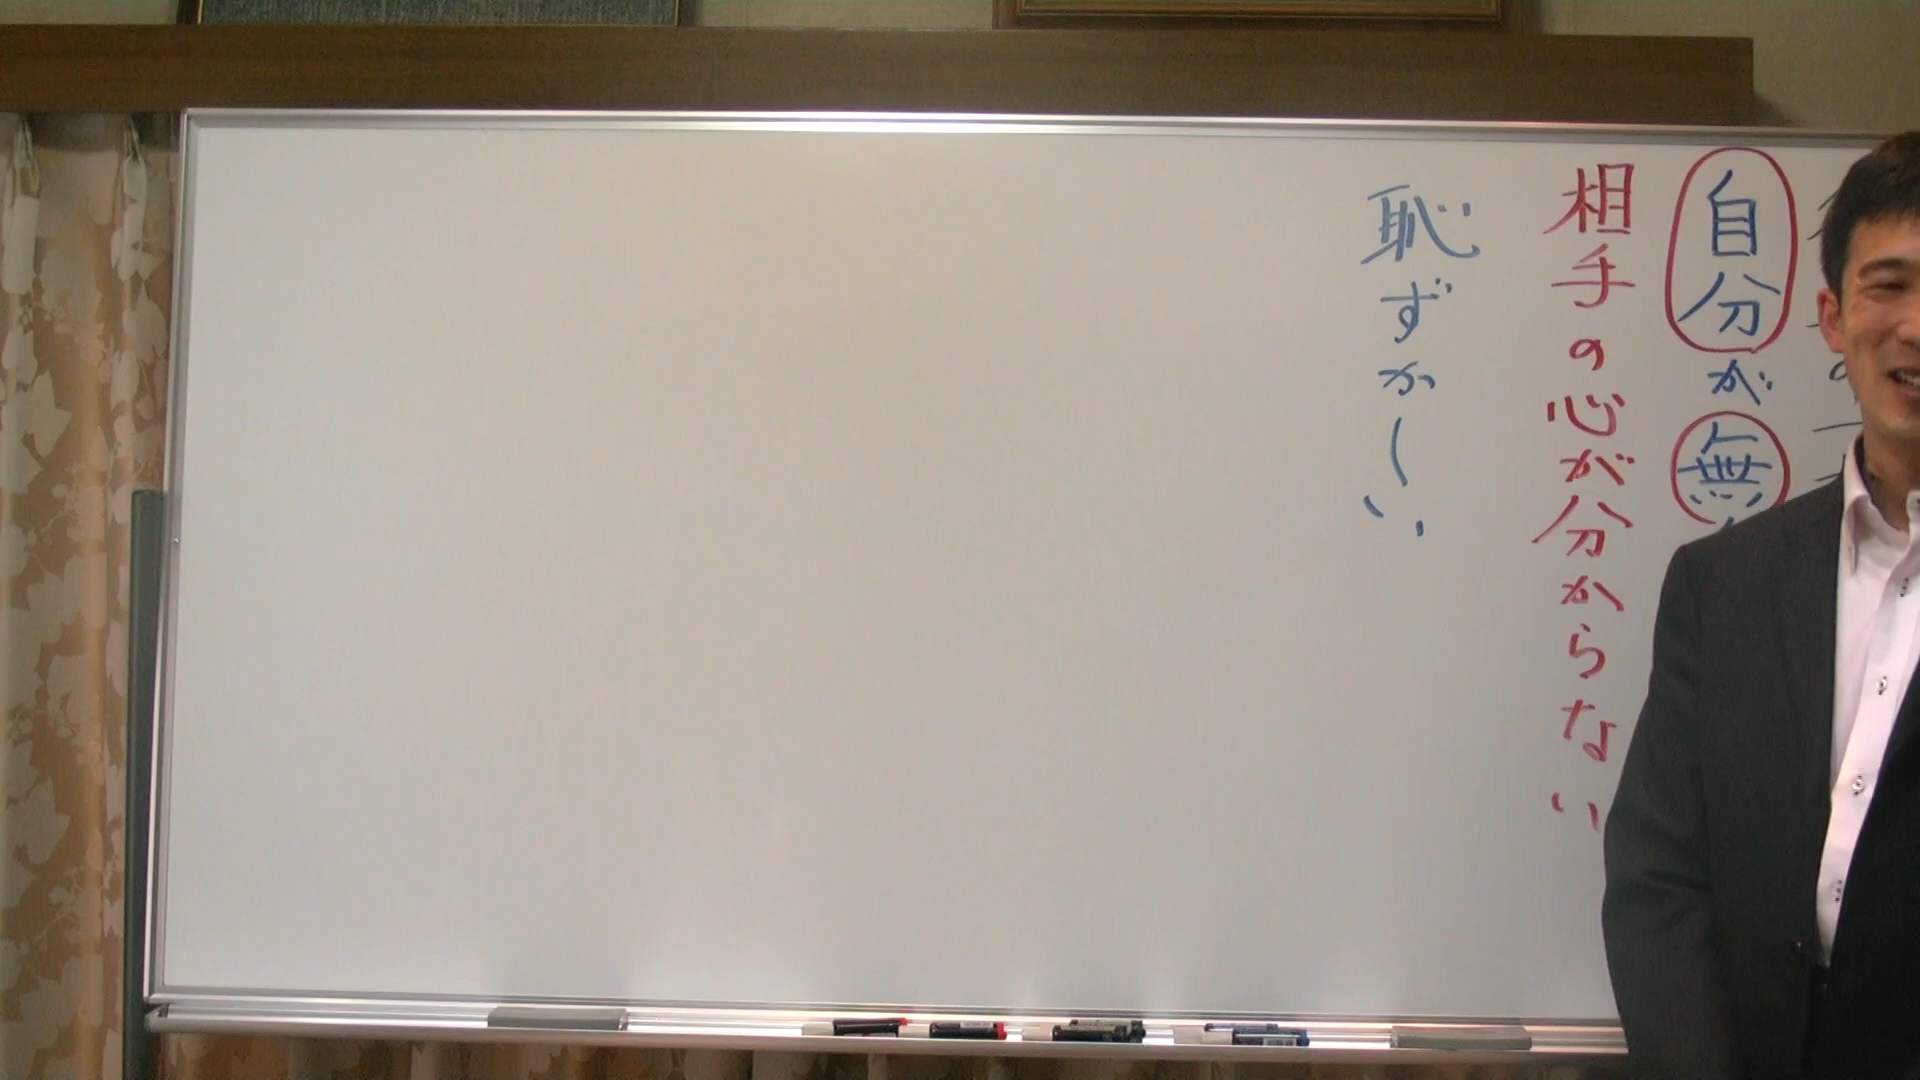 自分が無
相手の心が分からない
恥ずかしい